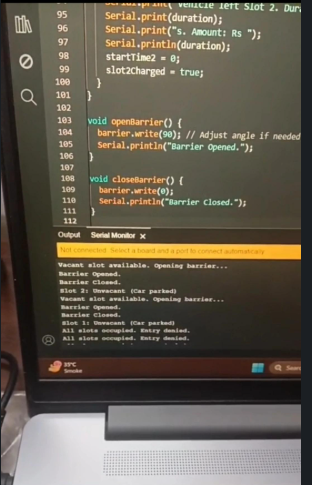 95 Serial.print(" Vehicle left Slot 2. Dur
96 Serial.print(duration);
97 Serial.print("s. Amount: Rs ");
98 Serial.println(duration);
99 startTime2 = 0;
100 slot2Charged = true;
101 }
102 }
103 void openBarrier() {
104 barrier.write(90); // Adjust angle if needed
105 Serial.println("Barrier Opened.");
106 }
107
108 void closeBarrier() {
109 barrier.write(0);
110 Serial.println("Barrier Closed.");
111 }
112
Output Serial Monitor ×
Not connected. Select a board and a port to connect automatically.
Vacant slot available. Opening barrier...
Barrier Opened.
Barrier Closed.
Slot 2: Unvacant (Car parked)
Vacant slot available. Opening barrier...
Barrier Opened.
Barrier Closed.
Slot 1: Unvacant (Car parked)
All slots occupied. Entry denied.
All slots occupied. Entry denied.
35°C
Smoke
Sear